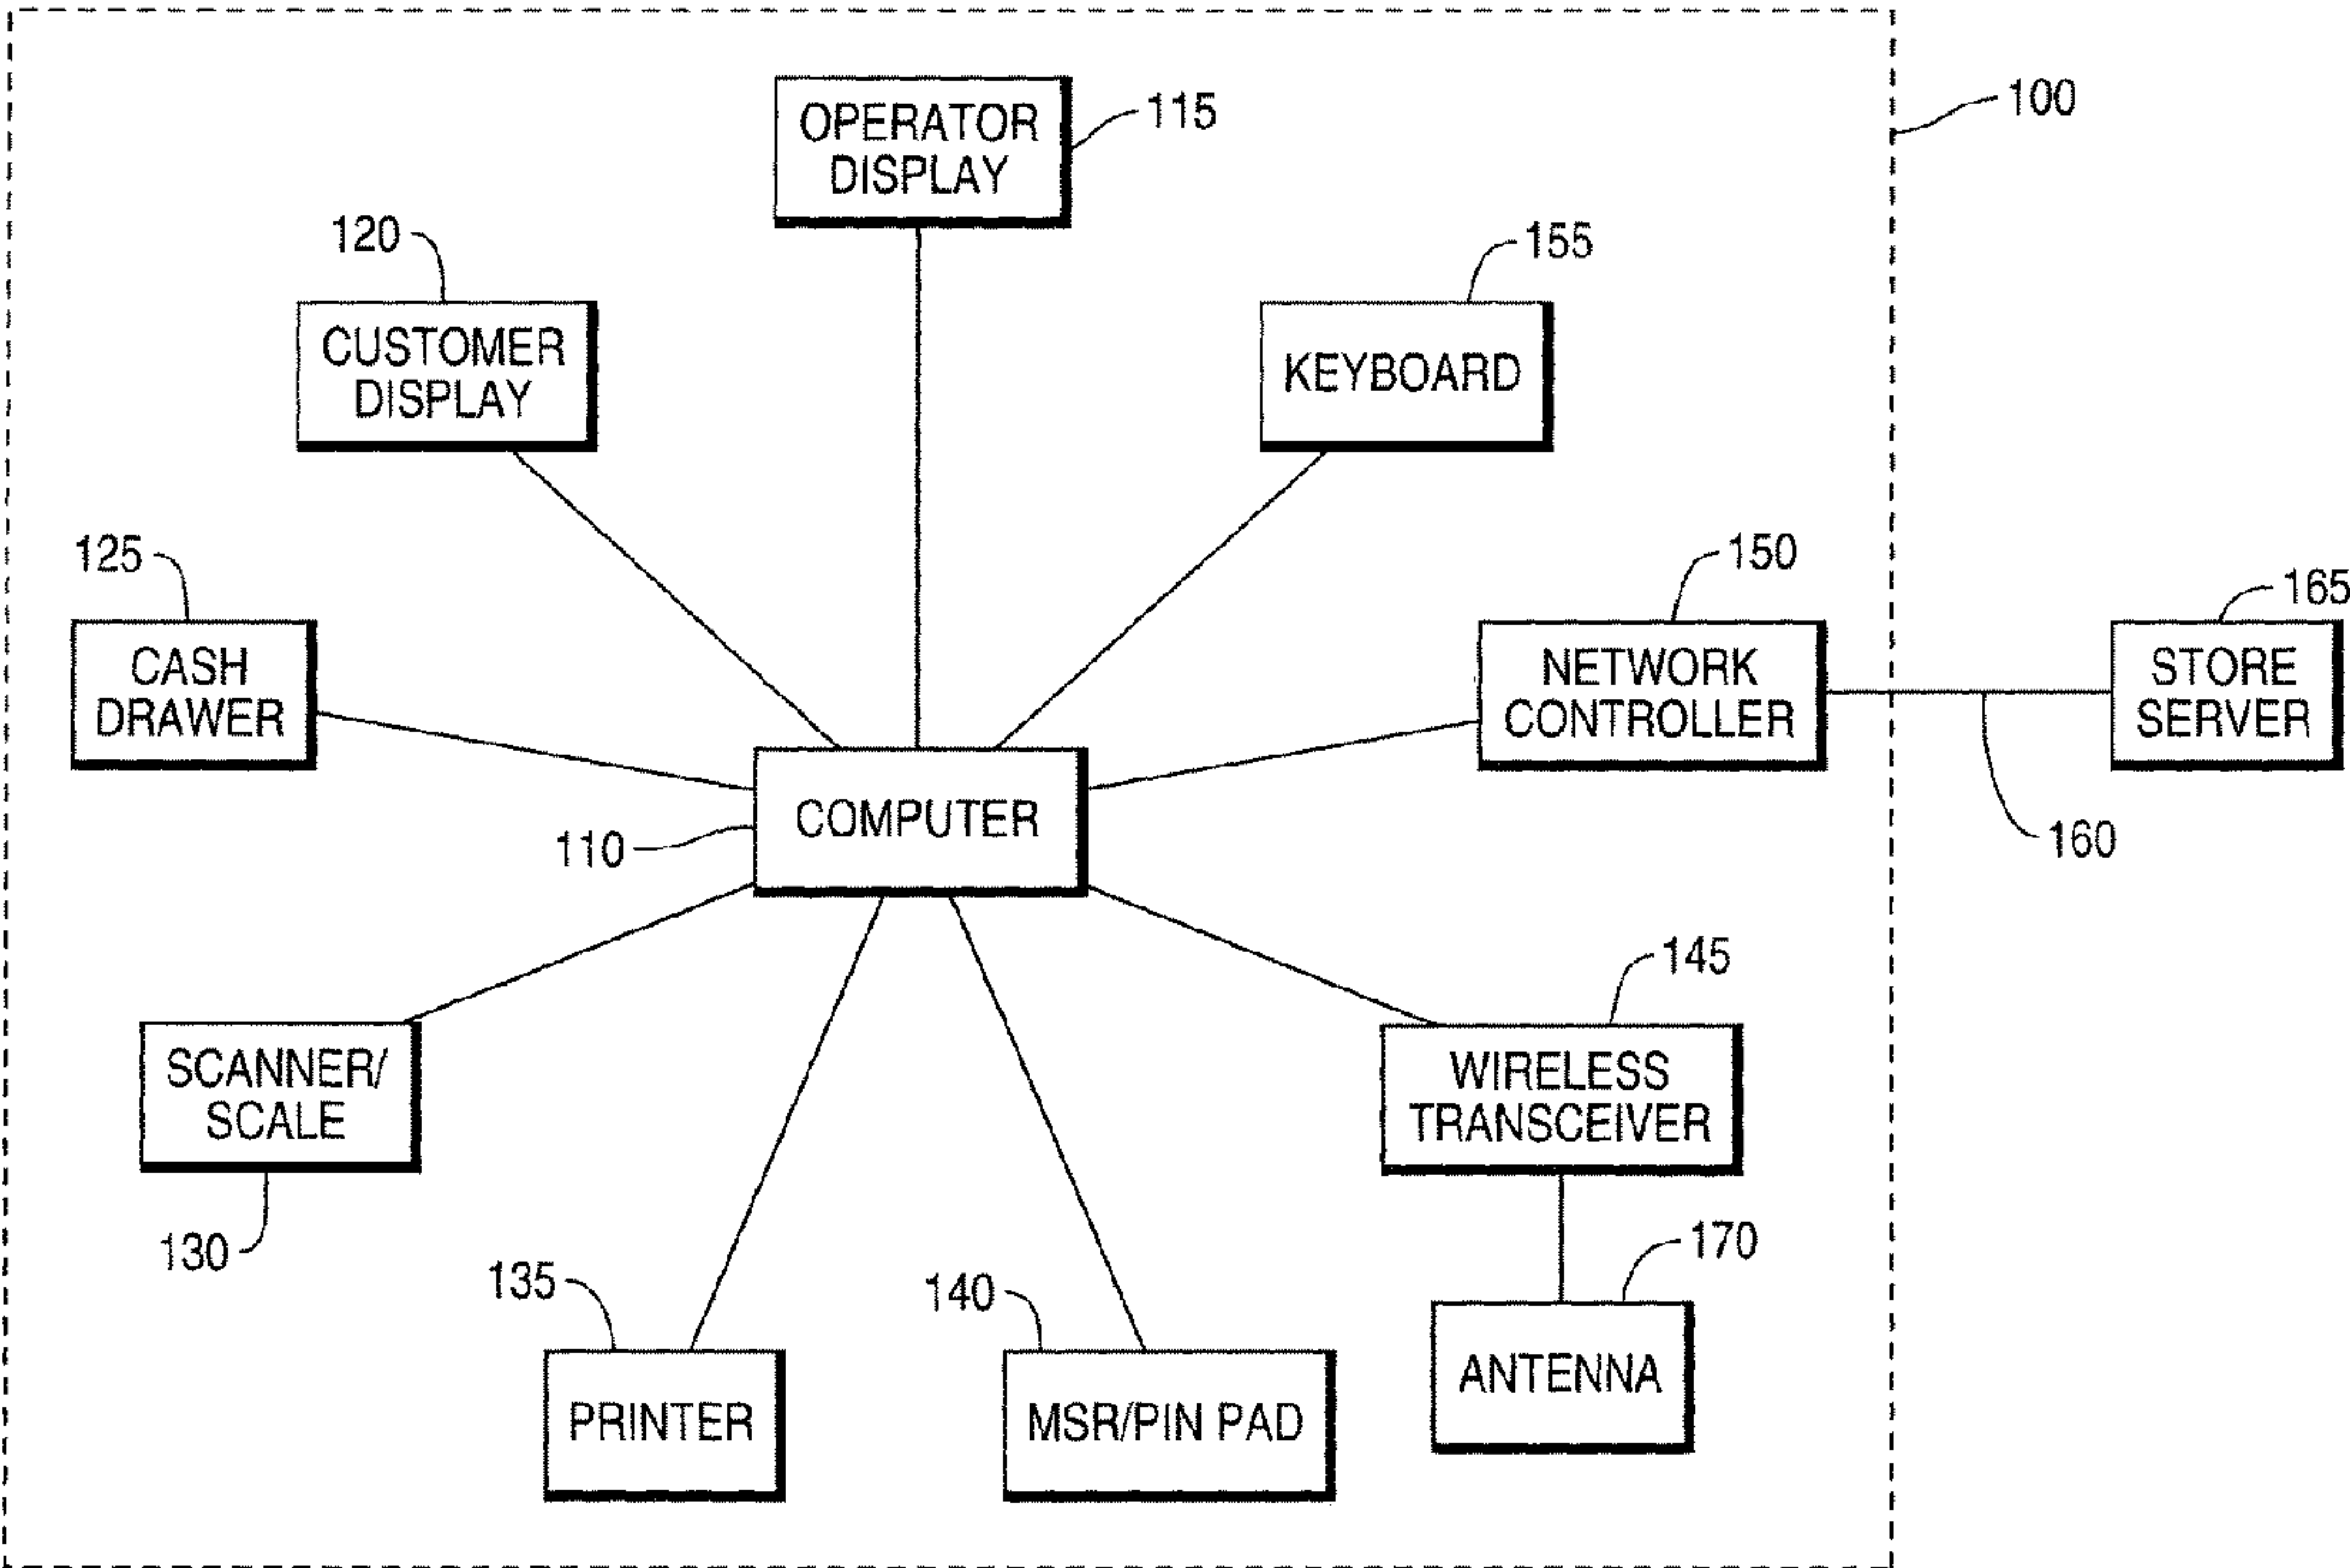 OPERATOR
DISPLAY
115
100
120
CUSTOMER
DISPLAY
155
KEYBOARD
125
CASH
DRAWER
150
NETWORK
CONTROLLER
165
STORE
SERVER
160
COMPUTER
110
SCANNER/
SCALE
130
145
WIRELESS
TRANSCEIVER
135
PRINTER
140
MSR/PIN PAD
170
ANTENNA